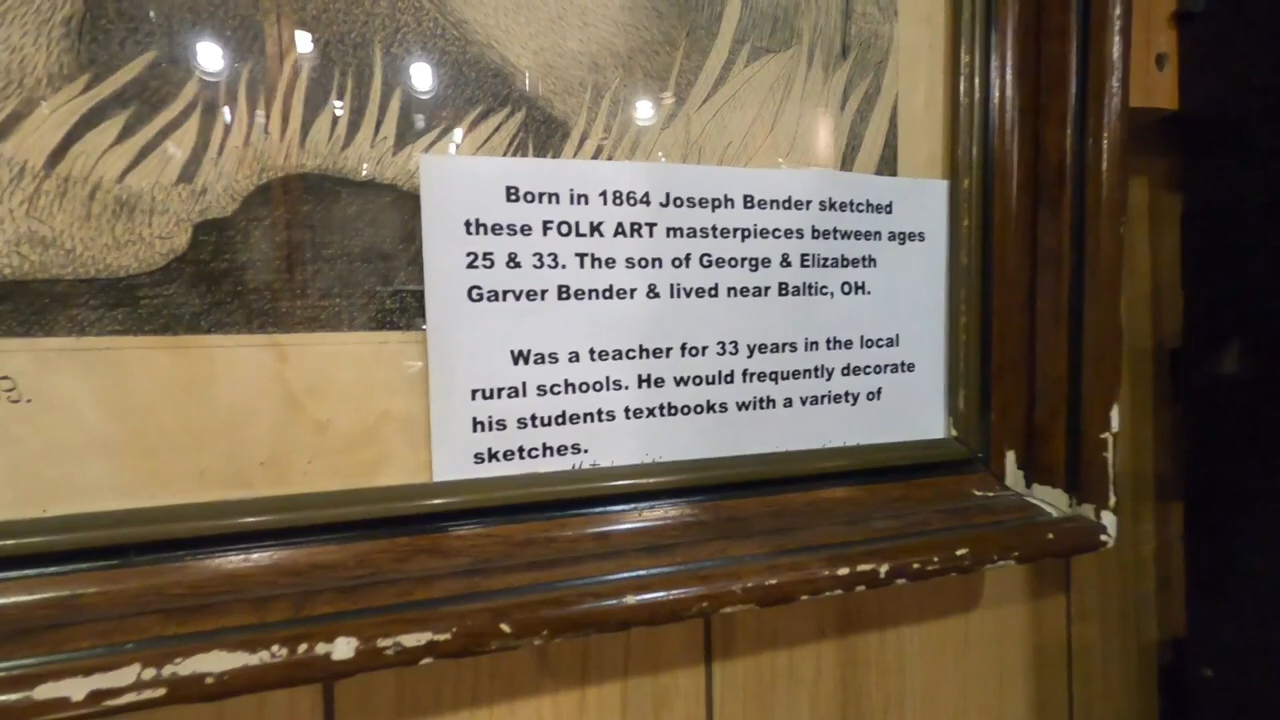 Born in 1864 Joseph Bender sketched
these FOLK ART masterpieces between ages
25 & 33. The son of George & Elizabeth
Garver Bender & lived near Baltic, OH.
Was a teacher for 33 years in the local
rural schools. He would frequently decorate
his students textbooks with a variety of
sketches.